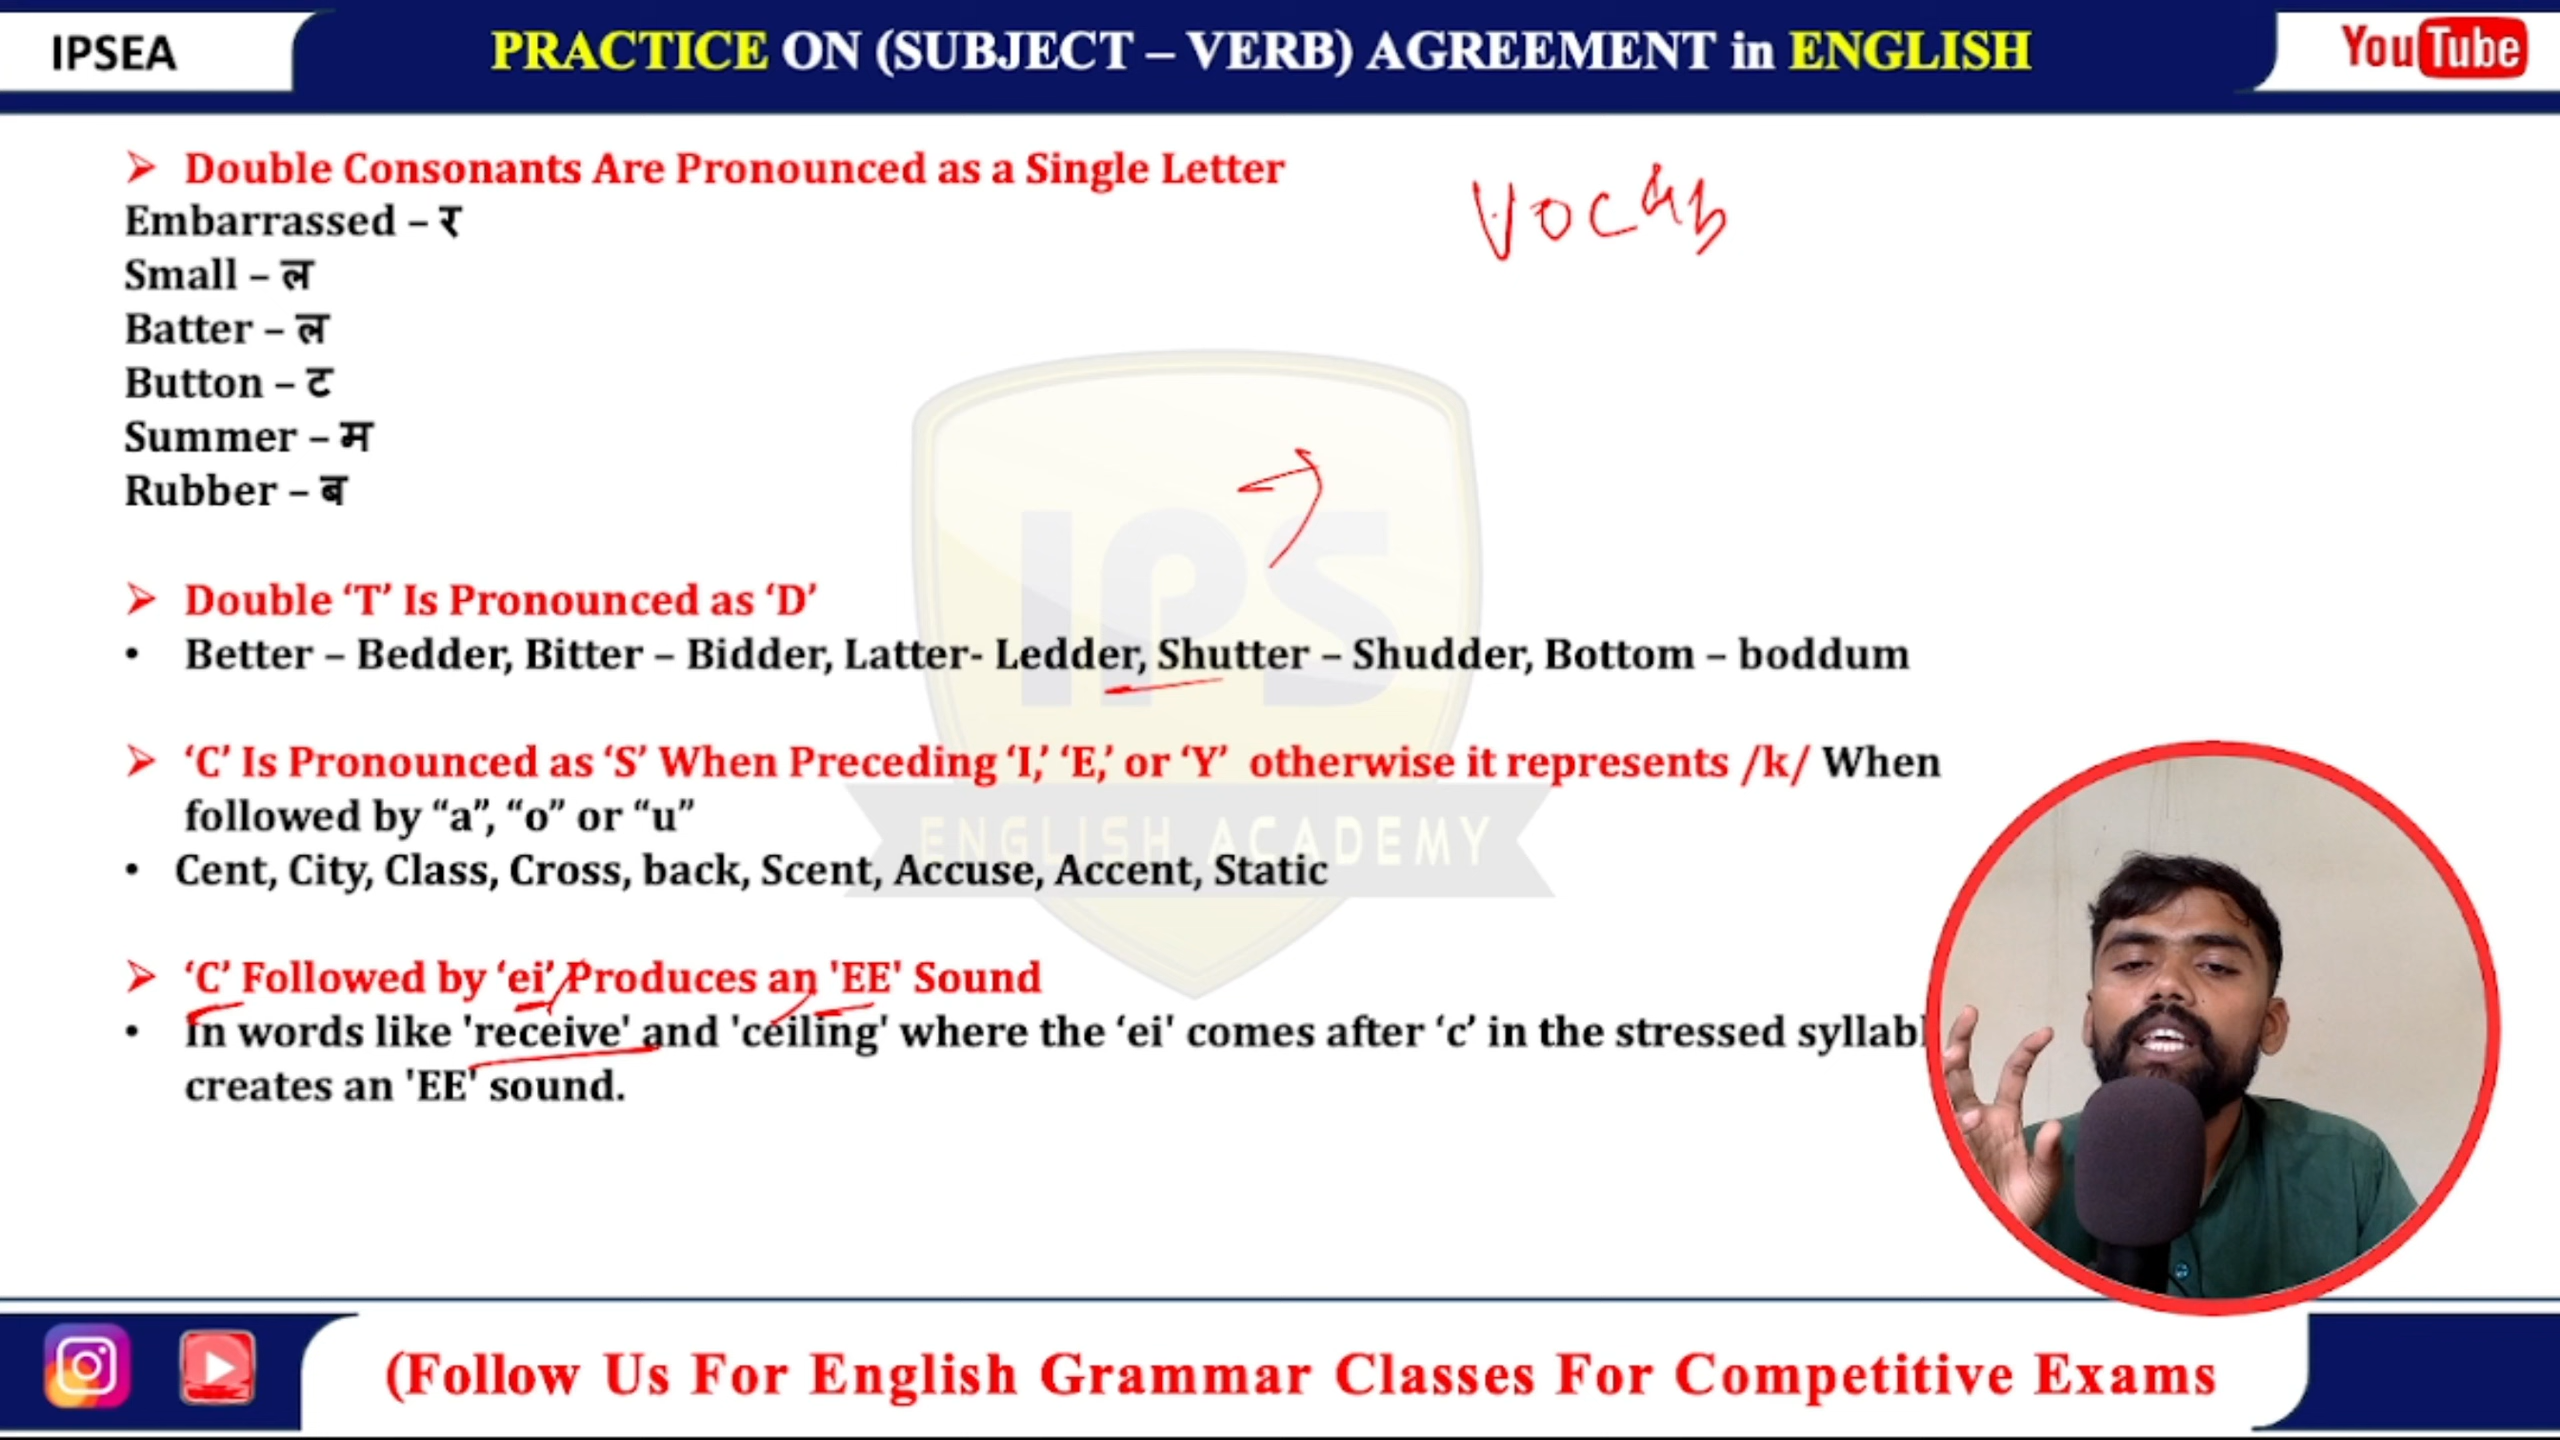 IPSEA
PRACTICE ON (SUBJECT – VERB) AGREEMENT in ENGLISH
YouTube
➢ Double Consonants Are Pronounced as a Single Letter
Vocab
Embarrassed – र
Small – ल
Batter – ल
Button – ट
Summer – म
Rubber – ब
➢ Double ‘T’ Is Pronounced as ‘D’
• Better – Bedder, Bitter – Bidder, Latter- Ledder, Shutter – Shudder, Bottom – boddum
➢ ‘C’ Is Pronounced as ‘S’ When Preceding ‘I,’ ‘E,’ or ‘Y’ otherwise it represents /k/ When
followed by “a”, “o” or “u”
• Cent, City, Class, Cross, back, Scent, Accuse, Accent, Static
➢ ‘C’ Followed by ‘ei’ Produces an 'EE' Sound
• In words like 'receive' and 'ceiling' where the ‘ei' comes after ‘c’ in the stressed syllabl
creates an 'EE' sound.
IPS
ENGLISH ACADEMY
(Follow Us For English Grammar Classes For Competitive Exams